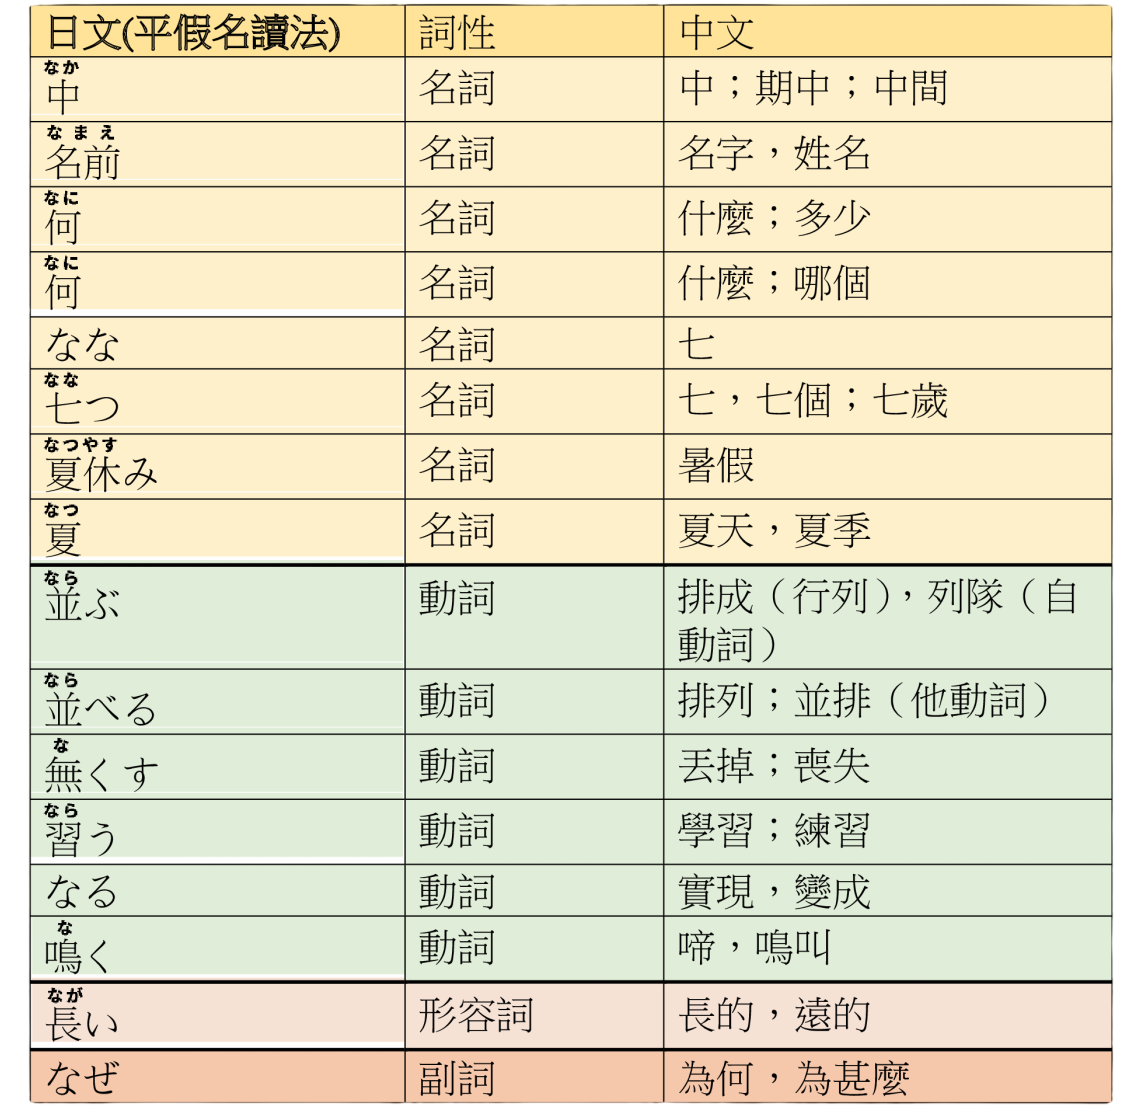 日文(平假名讀法) 詞性 中文
なか
中 名詞 中；期中；中間
なまえ
名前 名詞 名字，姓名
なに
何 名詞 什麼；多少
なに
何 名詞 什麼；哪個
なな 名詞 七
なな
七つ 名詞 七，七個；七歲
なつやす
夏休み 名詞 暑假
なつ
夏 名詞 夏天，夏季
なら
並ぶ 動詞 排成（行列），列隊（自
動詞）
なら
並べる 動詞 排列；並排（他動詞）
な
無くす 動詞 丟掉；喪失
なら
習う 動詞 學習；練習
なる 動詞 實現，變成
な
鳴く 動詞 啼，鳴叫
なが
長い 形容詞 長的，遠的
なぜ 副詞 為何，為甚麼